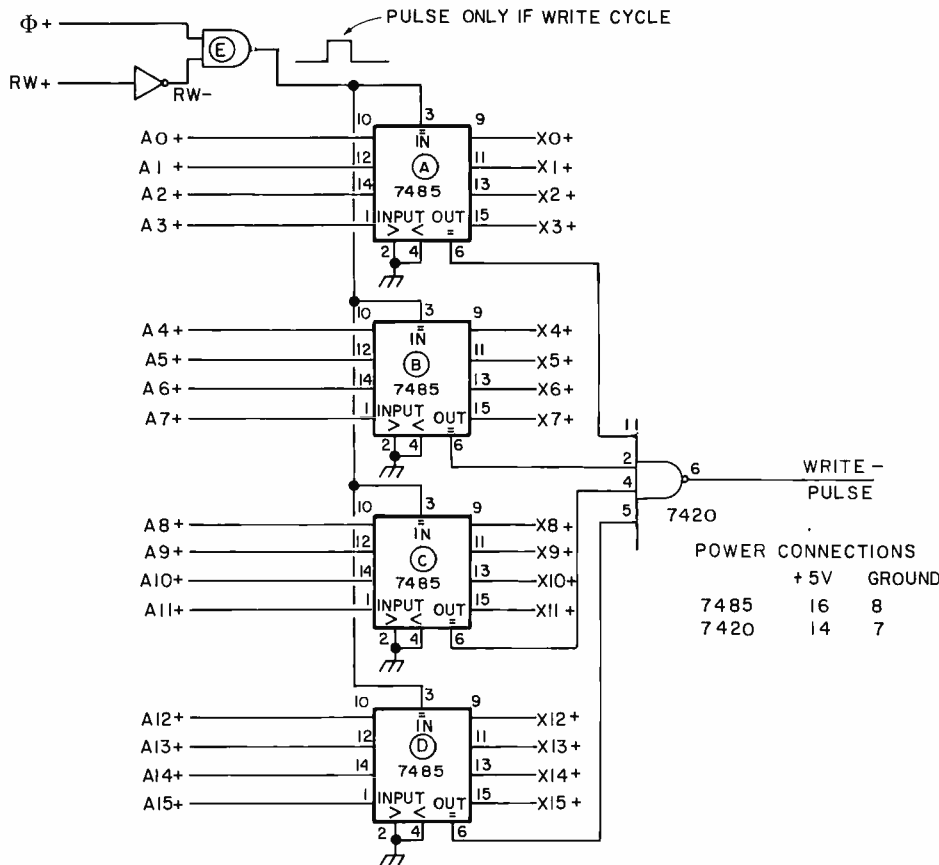 PULSE ONLY IF WRITE CYCLE
Φ+
E
RW+
RW-
3
10
9
A0+
IN
=
X0+
12
11
A1+
A
X1+
14
13
A2+
7485
X2+
1
INPUT
OUT
15
A3+
>
<
=
X3+
2
4
6
3
10
9
A4+
=
IN
X4+
12
11
A5+
B
X5+
14
13
A6+
7485
X6+
1
INPUT
OUT
15
A7+
>
<
=
X7+
2
4
6
11
2
6
WRITE -
4
PULSE
5
7420
3
10
9
A8+
=
IN
X8+
12
11
A9+
C
X9+
14
13
A10+
7485
X10+
1
INPUT
OUT
15
A11+
>
<
=
X11+
2
4
6
POWER CONNECTIONS
+5V GROUND
7485 16 8
7420 14 7
3
10
9
A12+
=
IN
X12+
12
11
A13+
D
X13+
14
13
A14+
7485
X14+
1
INPUT
OUT
15
A15+
>
<
=
X15+
2
4
6